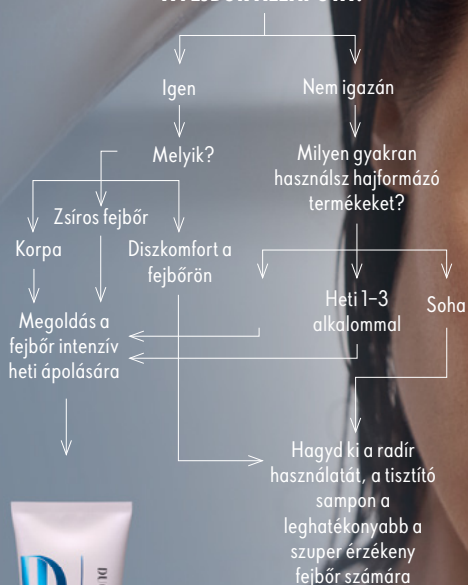 Igen
Nem igazán
Melyik?
Milyen gyakran
használsz hajformázó
termékeket?
Zsíros fejbőr
Korpa
Diszkomfort a
fejbőrön
Heti 1–3
alkalommal
Soha
Megoldás a
fejbőr intenzív
heti ápolására
Hagyd ki a radír
használatát, a tisztító
sampon a
leghatékonyabb a
szuper érzékeny
fejbőr számára